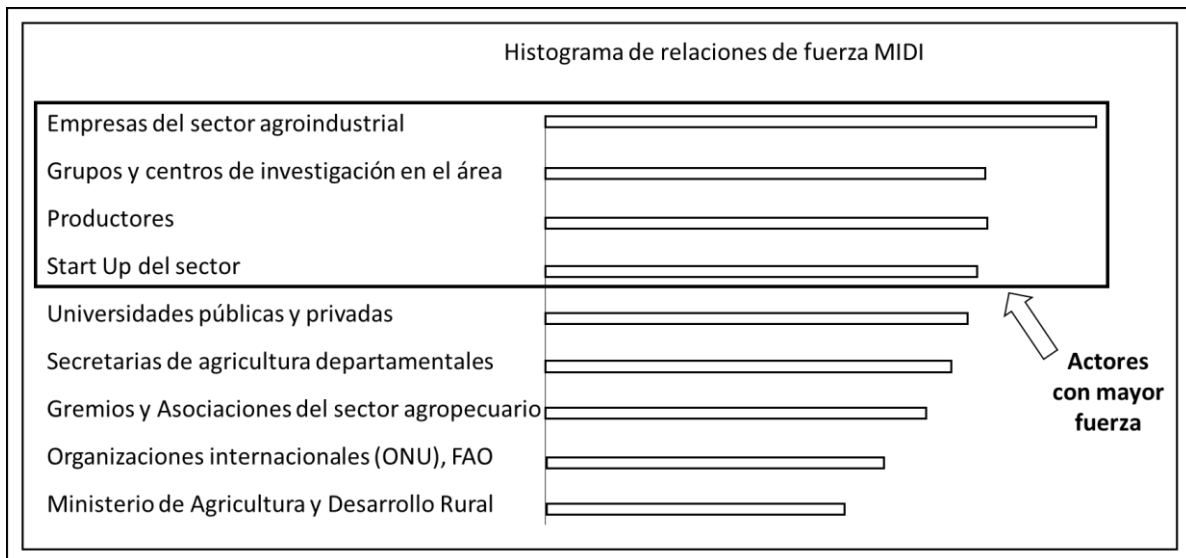 Histograma de relaciones de fuerza MIDI
Empresas del sector agroindustrial
Grupos y centros de investigación en el área
Productores
Start Up del sector
Universidades públicas y privadas
Secretarias de agricultura departamentales
Gremios y Asociaciones del sector agropecuario
Organizaciones internacionales (ONU), FAO
Ministerio de Agricultura y Desarrollo Rural
Actores
con mayor
fuerza